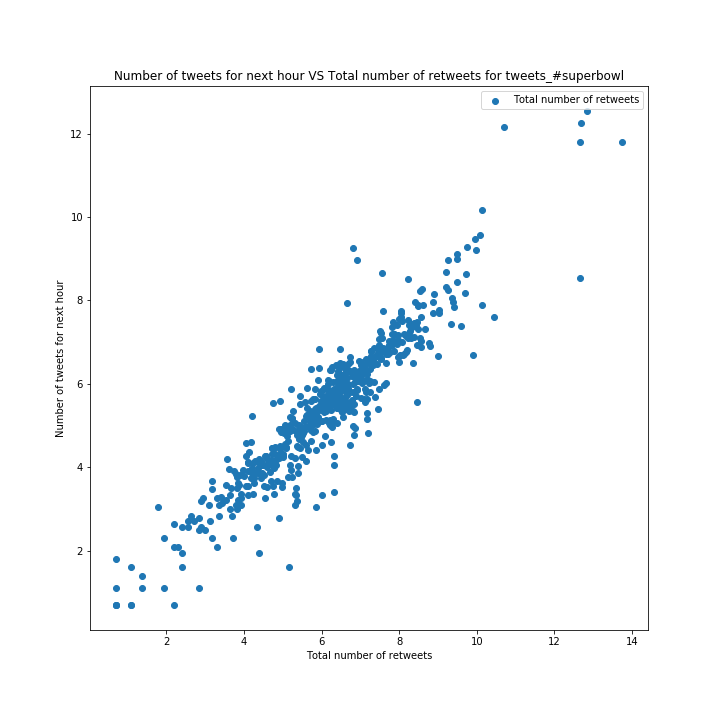 Number of tweets for next hour VS Total number of retweets for tweets_#superbowl
Total number of retweets
12
10
8
6
4
2
Number of tweets for next hour
2 4 6 8 10 12 14
Total number of retweets